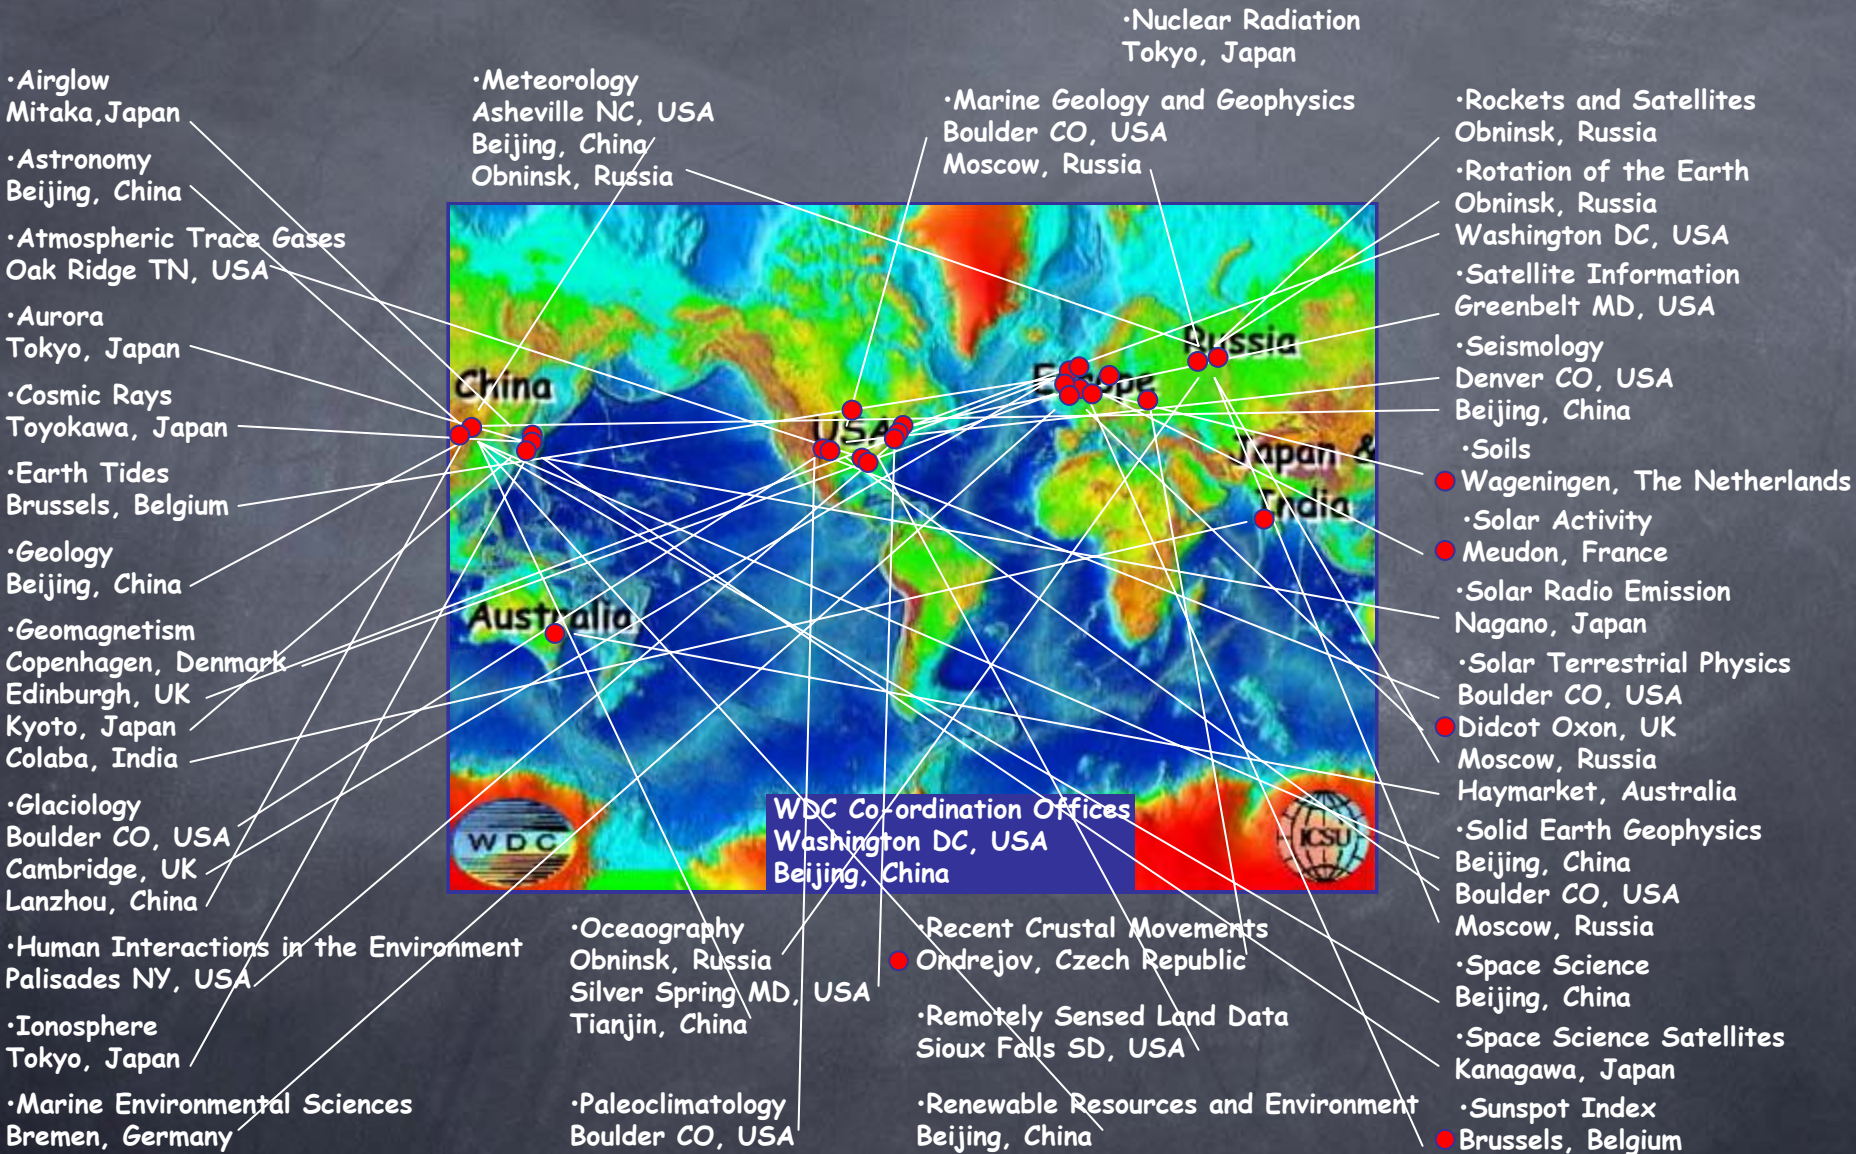 •Nuclear Radiation
Tokyo, Japan
•Airglow
Mitaka,Japan
•Astronomy
Beijing, China
•Atmospheric Trace Gases
Oak Ridge TN, USA
•Aurora
Tokyo, Japan
•Cosmic Rays
Toyokawa, Japan
•Earth Tides
Brussels, Belgium
•Geology
Beijing, China
•Geomagnetism
Copenhagen, Denmark
Edinburgh, UK
Kyoto, Japan
Colaba, India
•Glaciology
Boulder CO, USA
Cambridge, UK
Lanzhou, China
•Human Interactions in the Environment
Palisades NY, USA
•Ionosphere
Tokyo, Japan
•Marine Environmental Sciences
Bremen, Germany
•Meteorology
Asheville NC, USA
Beijing, China
Obninsk, Russia
•Marine Geology and Geophysics
Boulder CO, USA
Moscow, Russia
China
USA
Europe
Russia
Japan &
India
Australia
WDC
ICSU
WDC Co-ordination Offices
Washington DC, USA
Beijing, China
•Oceaography
Obninsk, Russia
Silver Spring MD, USA
Tianjin, China
•Paleoclimatology
Boulder CO, USA
•Recent Crustal Movements
Ondrejov, Czech Republic
•Remotely Sensed Land Data
Sioux Falls SD, USA
•Renewable Resources and Environment
Beijing, China
•Rockets and Satellites
Obninsk, Russia
•Rotation of the Earth
Obninsk, Russia
Washington DC, USA
•Satellite Information
Greenbelt MD, USA
•Seismology
Denver CO, USA
Beijing, China
•Soils
Wageningen, The Netherlands
•Solar Activity
Meudon, France
•Solar Radio Emission
Nagano, Japan
•Solar Terrestrial Physics
Boulder CO, USA
Didcot Oxon, UK
Moscow, Russia
Haymarket, Australia
•Solid Earth Geophysics
Beijing, China
Boulder CO, USA
Moscow, Russia
•Space Science
Beijing, China
•Space Science Satellites
Kanagawa, Japan
•Sunspot Index
Brussels, Belgium